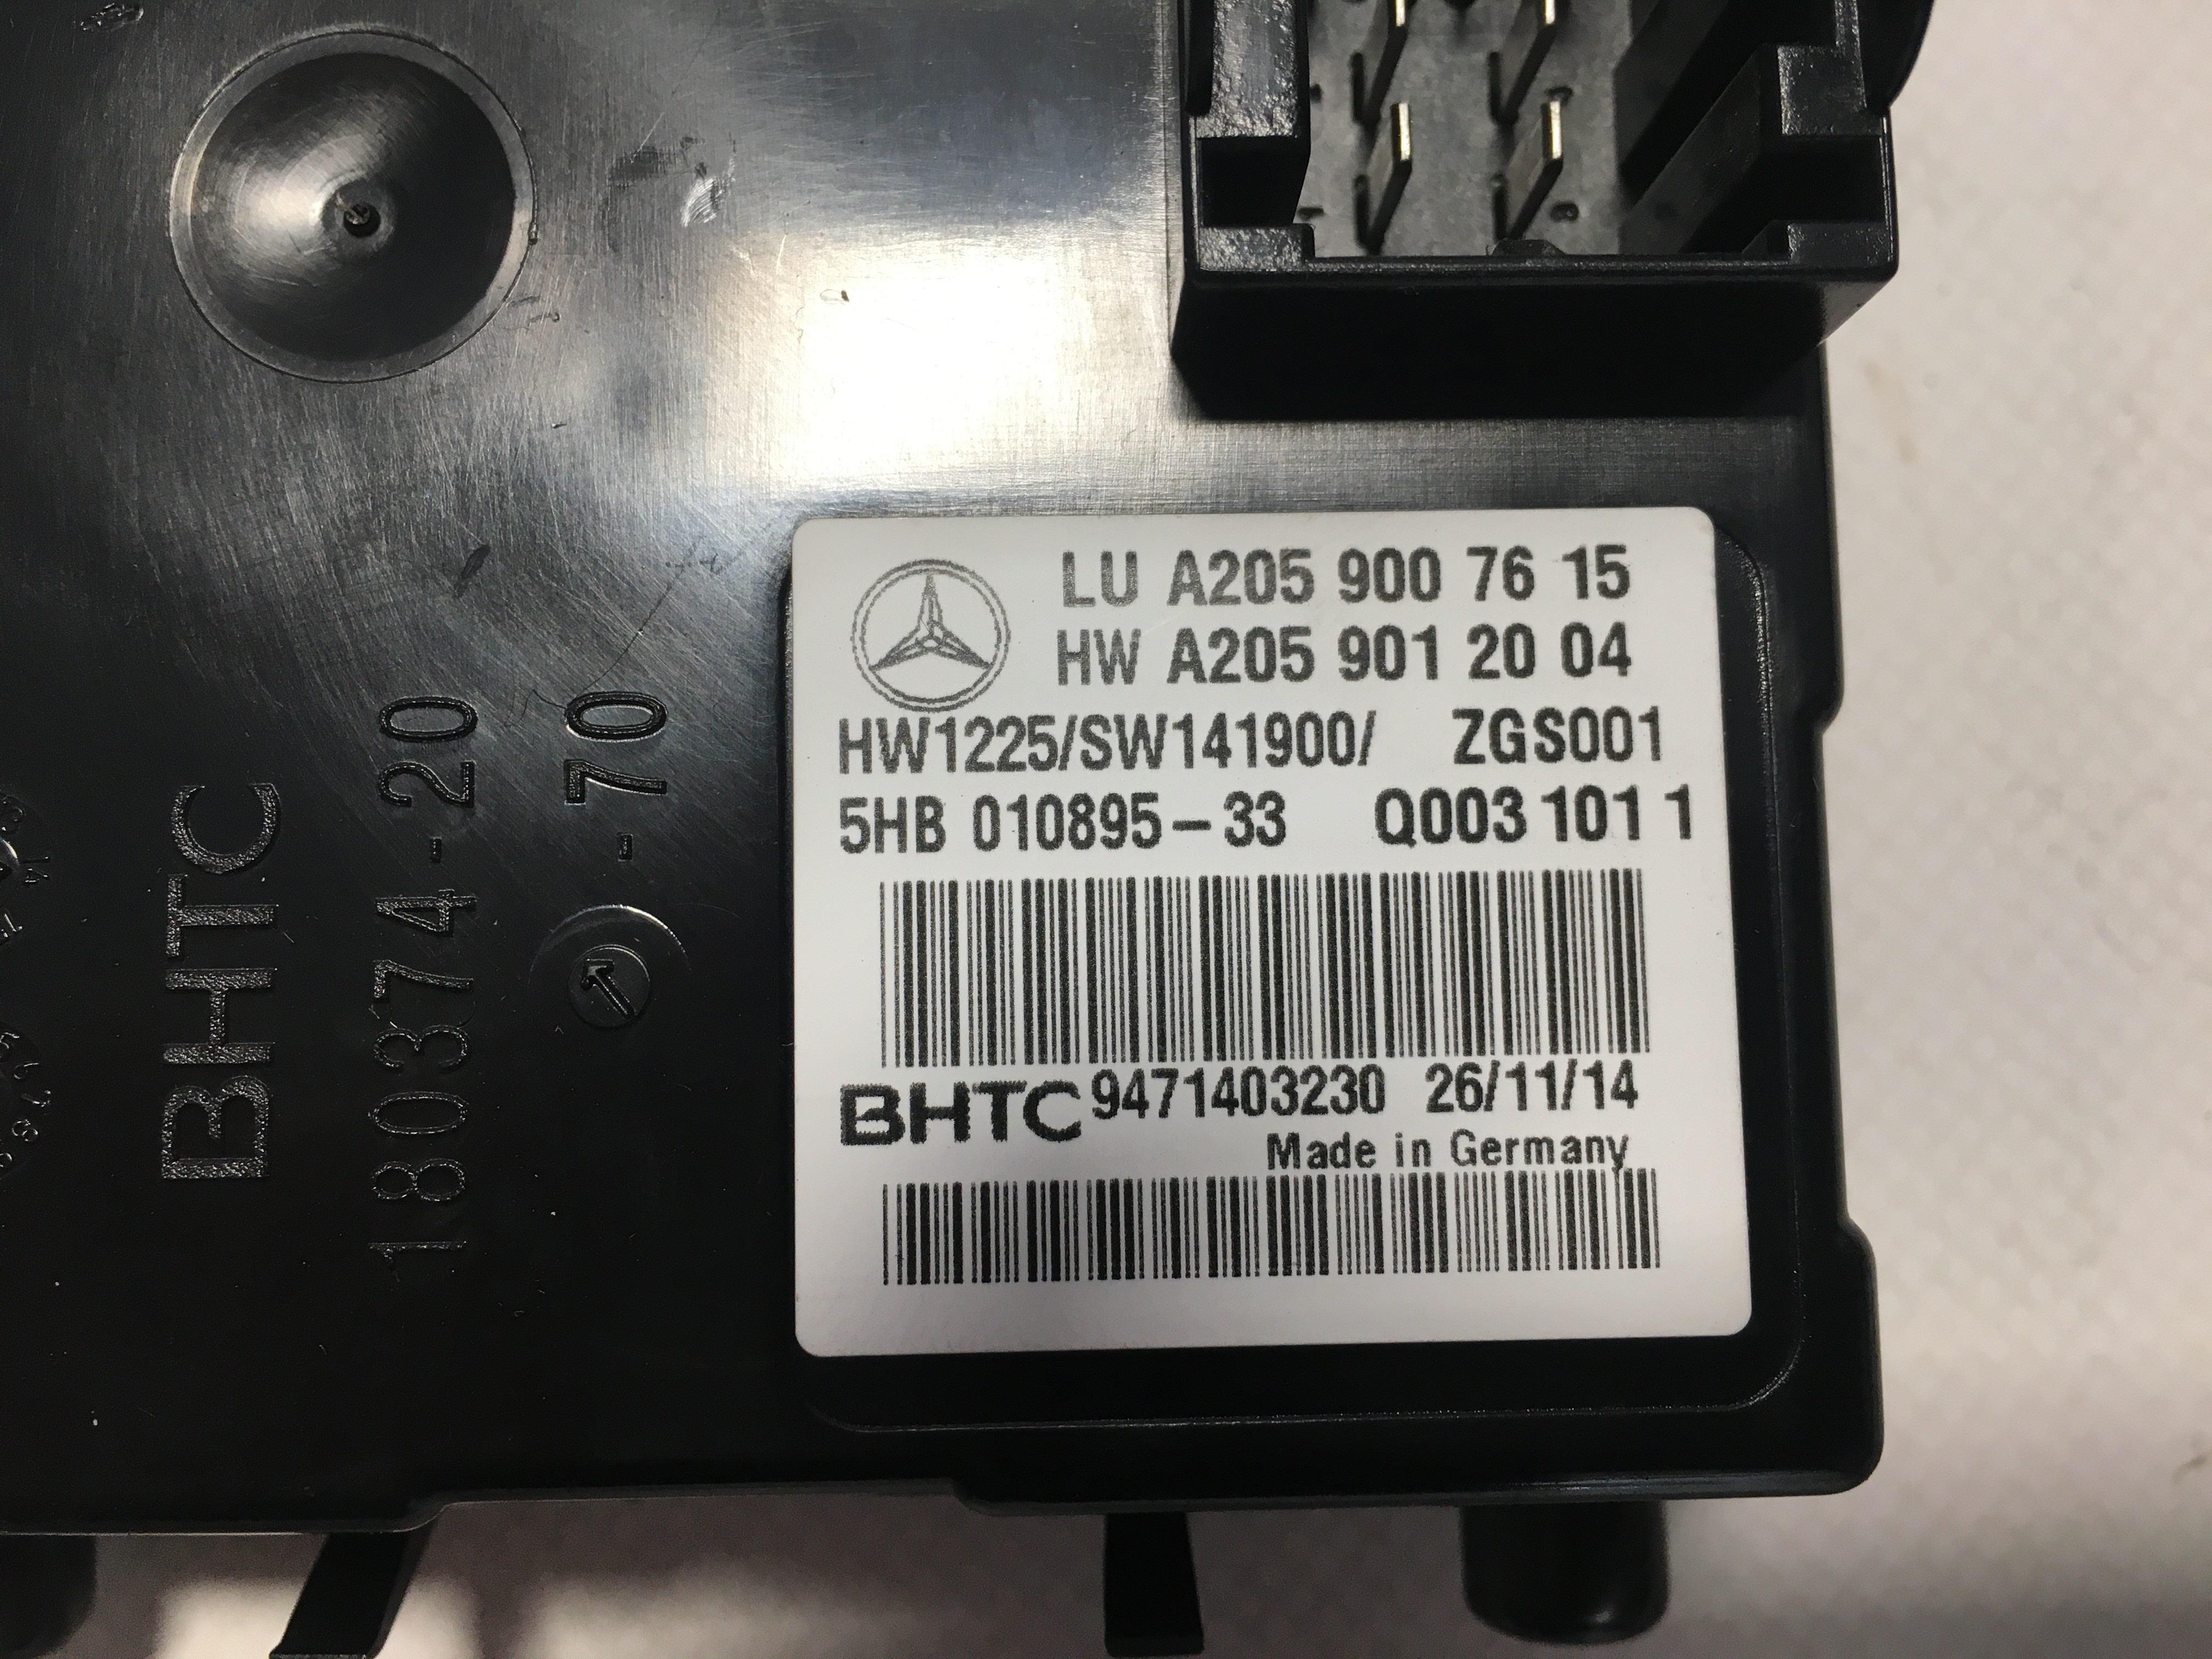 LU A205 900 76 15
HW A205 901 20 04
HW1225/SW141900/ ZGS001
5HB 010895-33 Q003 101 1
BHTC 9471403230 26/11/14
Made in Germany
BHTC
180374-20
-70